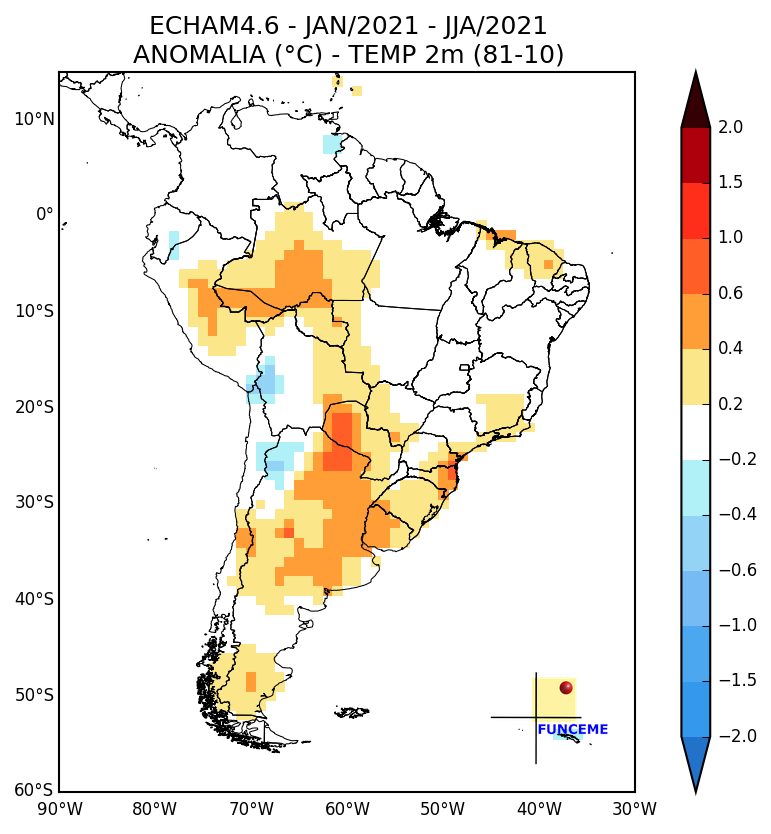 ECHAM4.6 - JAN/2021 - JJA/2021
ANOMALIA (°C) - TEMP 2m (81-10)
10°N
0°
10°S
20°S
30°S
40°S
50°S
60°S
90°W 80°W 70°W 60°W 50°W 40°W 30°W
2.0
1.5
1.0
0.6
0.4
0.2
−0.2
−0.4
−0.6
−1.0
−1.5
−2.0
FUNCEME